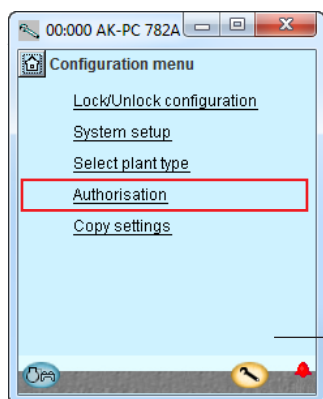 00:000 AK-PC 782A
Configuration menu
Lock/Unlock configuration
System setup
Select plant type
Authorisation
Copy settings